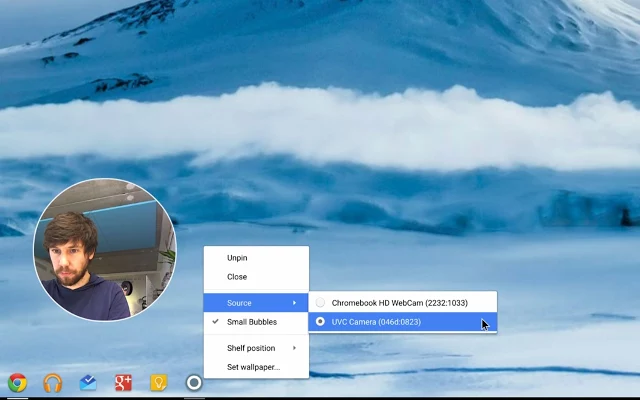 Unpin
Close
Source
Small Bubbles
Shelf position
Set wallpaper...
Chromebook HD WebCam (2232:1033)
UVC Camera (046d:0823)
g+